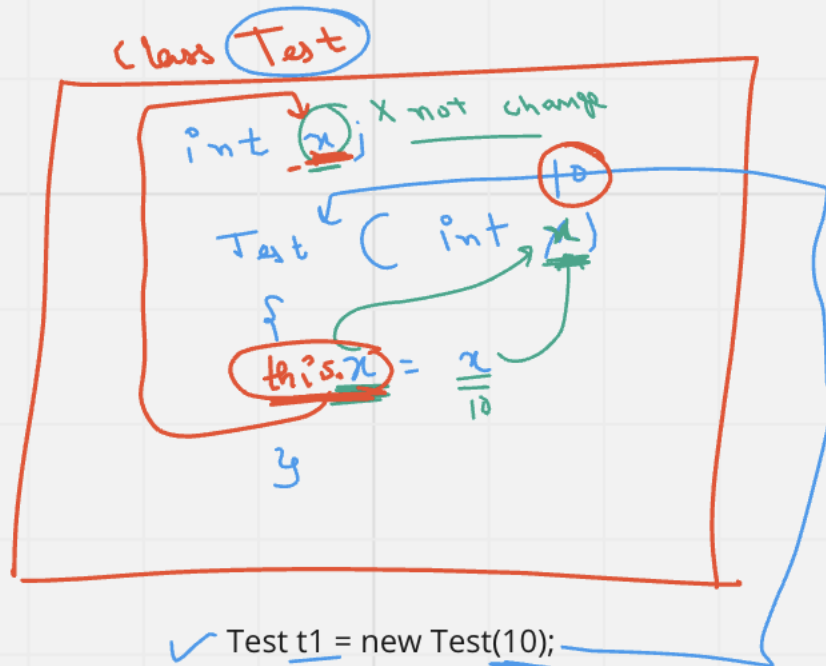 Class Test
int x; x not change
10
Test ( int x )
{
this.x = x
10
}
Test t1 = new Test(10);